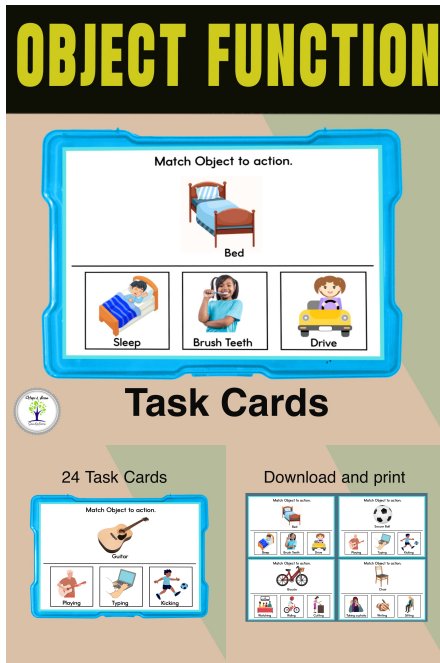 OBJECT FUNCTION
Match Object to action.
Bed
Sleep Brush Teeth Drive
Task Cards
24 Task Cards
Match Object to action.
Guitar
Playing Typing Kicking
Download and print
Match Object to action. Match Object to action.
Bed Soccer Ball
Sleep Brush Teeth Drive Playing Typing Kicking
Match Object to action. Match Object to action.
Bicycle Chair
Riding Cutting Writing Sitting